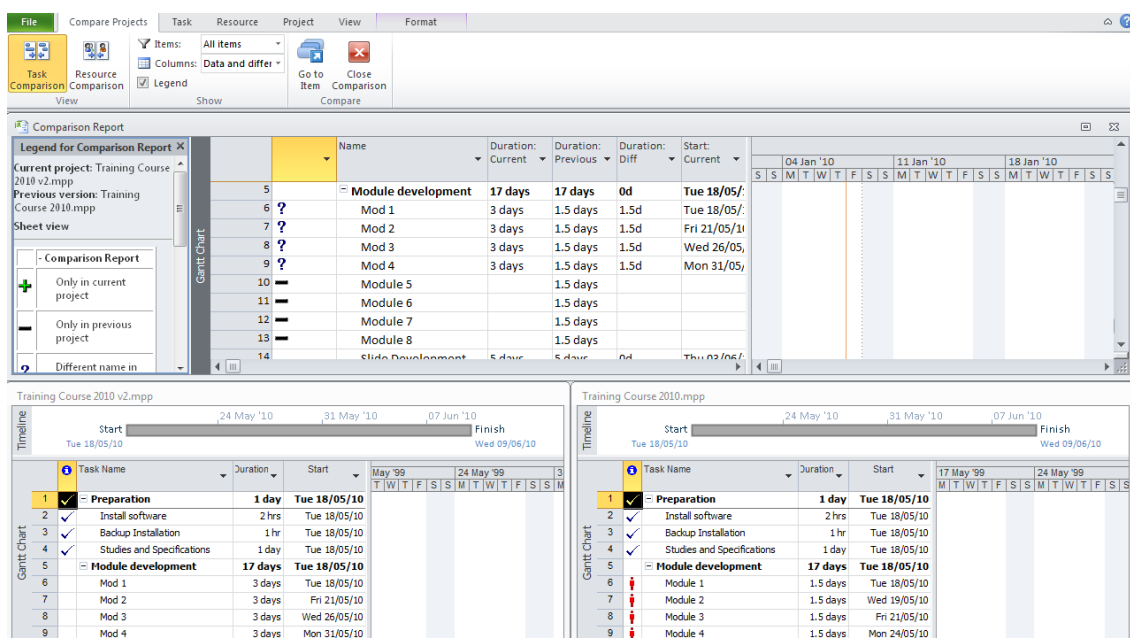 File Compare Projects Task Resource Project View Format
Task Comparison
Resource Comparison
View
Items: All items
Columns: Data and differ
Legend
Show
Go to Item
Close Comparison
Compare
Comparison Report
Legend for Comparison Report
Current project: Training Course
2010 v2.mpp
Previous version: Training
Course 2010.mpp
Sheet view
- Comparison Report
Only in current
project
Only in previous
project
? Different name in
Gantt Chart
Name Duration: Current Duration: Previous Duration: Diff Start: Current
04 Jan '10 11 Jan '10 18 Jan '10
S S M T W T F S S M T W T F S S M T W T F S S
5 Module development 17 days 17 days 0d Tue 18/05/
6 ? Mod 1 3 days 1.5 days 1.5d Tue 18/05/
7 ? Mod 2 3 days 1.5 days 1.5d Fri 21/05/1
8 ? Mod 3 3 days 1.5 days 1.5d Wed 26/05/
9 ? Mod 4 3 days 1.5 days 1.5d Mon 31/05/
10 Module 5 1.5 days
11 Module 6 1.5 days
12 Module 7 1.5 days
13 Module 8 1.5 days
14 Slide Development 5 days 5 days 0d Thu 03/06/
Training Course 2010 v2.mpp
Timeline
24 May '10 31 May '10 07 Jun '10
Start Finish
Tue 18/05/10 Wed 09/06/10
Gantt Chart
Task Name Duration Start May '99 24 May '99 3
T W T F S S M T W T F S S M
1 Preparation 1 day Tue 18/05/10
2 Install software 2 hrs Tue 18/05/10
3 Backup Installation 1 hr Tue 18/05/10
4 Studies and Specifications 1 day Tue 18/05/10
5 Module development 17 days Tue 18/05/10
6 Mod 1 3 days Tue 18/05/10
7 Mod 2 3 days Fri 21/05/10
8 Mod 3 3 days Wed 26/05/10
9 Mod 4 3 days Mon 31/05/10
Training Course 2010.mpp
Timeline
24 May '10 31 May '10 07 Jun '10
Start Finish
Tue 18/05/10 Wed 09/06/10
Gantt Chart
Task Name Duration Start 17 May '99 24 May '99
M T W T F S S M T W T F S S
1 Preparation 1 day Tue 18/05/10
2 Install software 2 hrs Tue 18/05/10
3 Backup Installation 1 hr Tue 18/05/10
4 Studies and Specifications 1 day Tue 18/05/10
5 Module development 17 days Tue 18/05/10
6 Module 1 1.5 days Tue 18/05/10
7 Module 2 1.5 days Wed 19/05/10
8 Module 3 1.5 days Fri 21/05/10
9 Module 4 1.5 days Mon 24/05/10